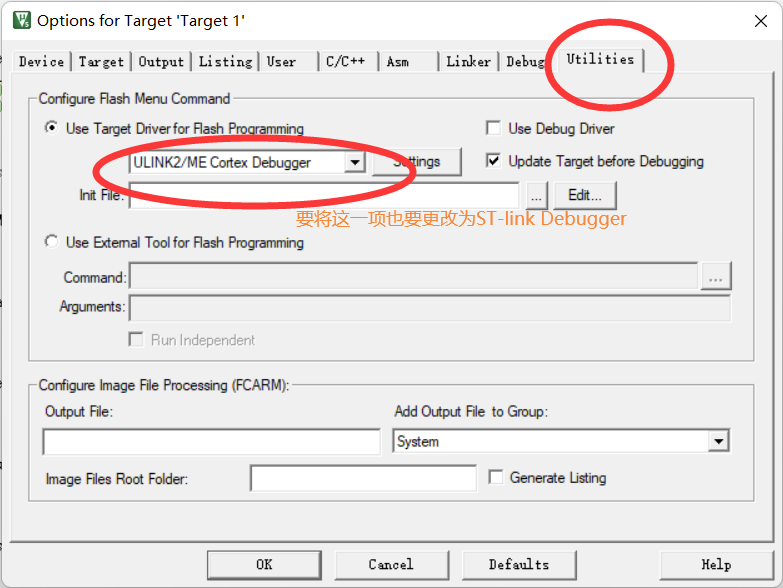 Options for Target 'Target 1'
Device Target Output Listing User C/C++ Asm Linker Debug Utilities
Configure Flash Menu Command
Use Target Driver for Flash Programming Use Debug Driver
ULINK2/ME Cortex Debugger Settings Update Target before Debugging
Init File: ... Edit...
要将这一项也要更改为ST-link Debugger
Use External Tool for Flash Programming
Command: ...
Arguments:
Run Independent
Configure Image File Processing (FCARM):
Output File: Add Output File to Group:
System
Image Files Root Folder: Generate Listing
OK Cancel Defaults Help